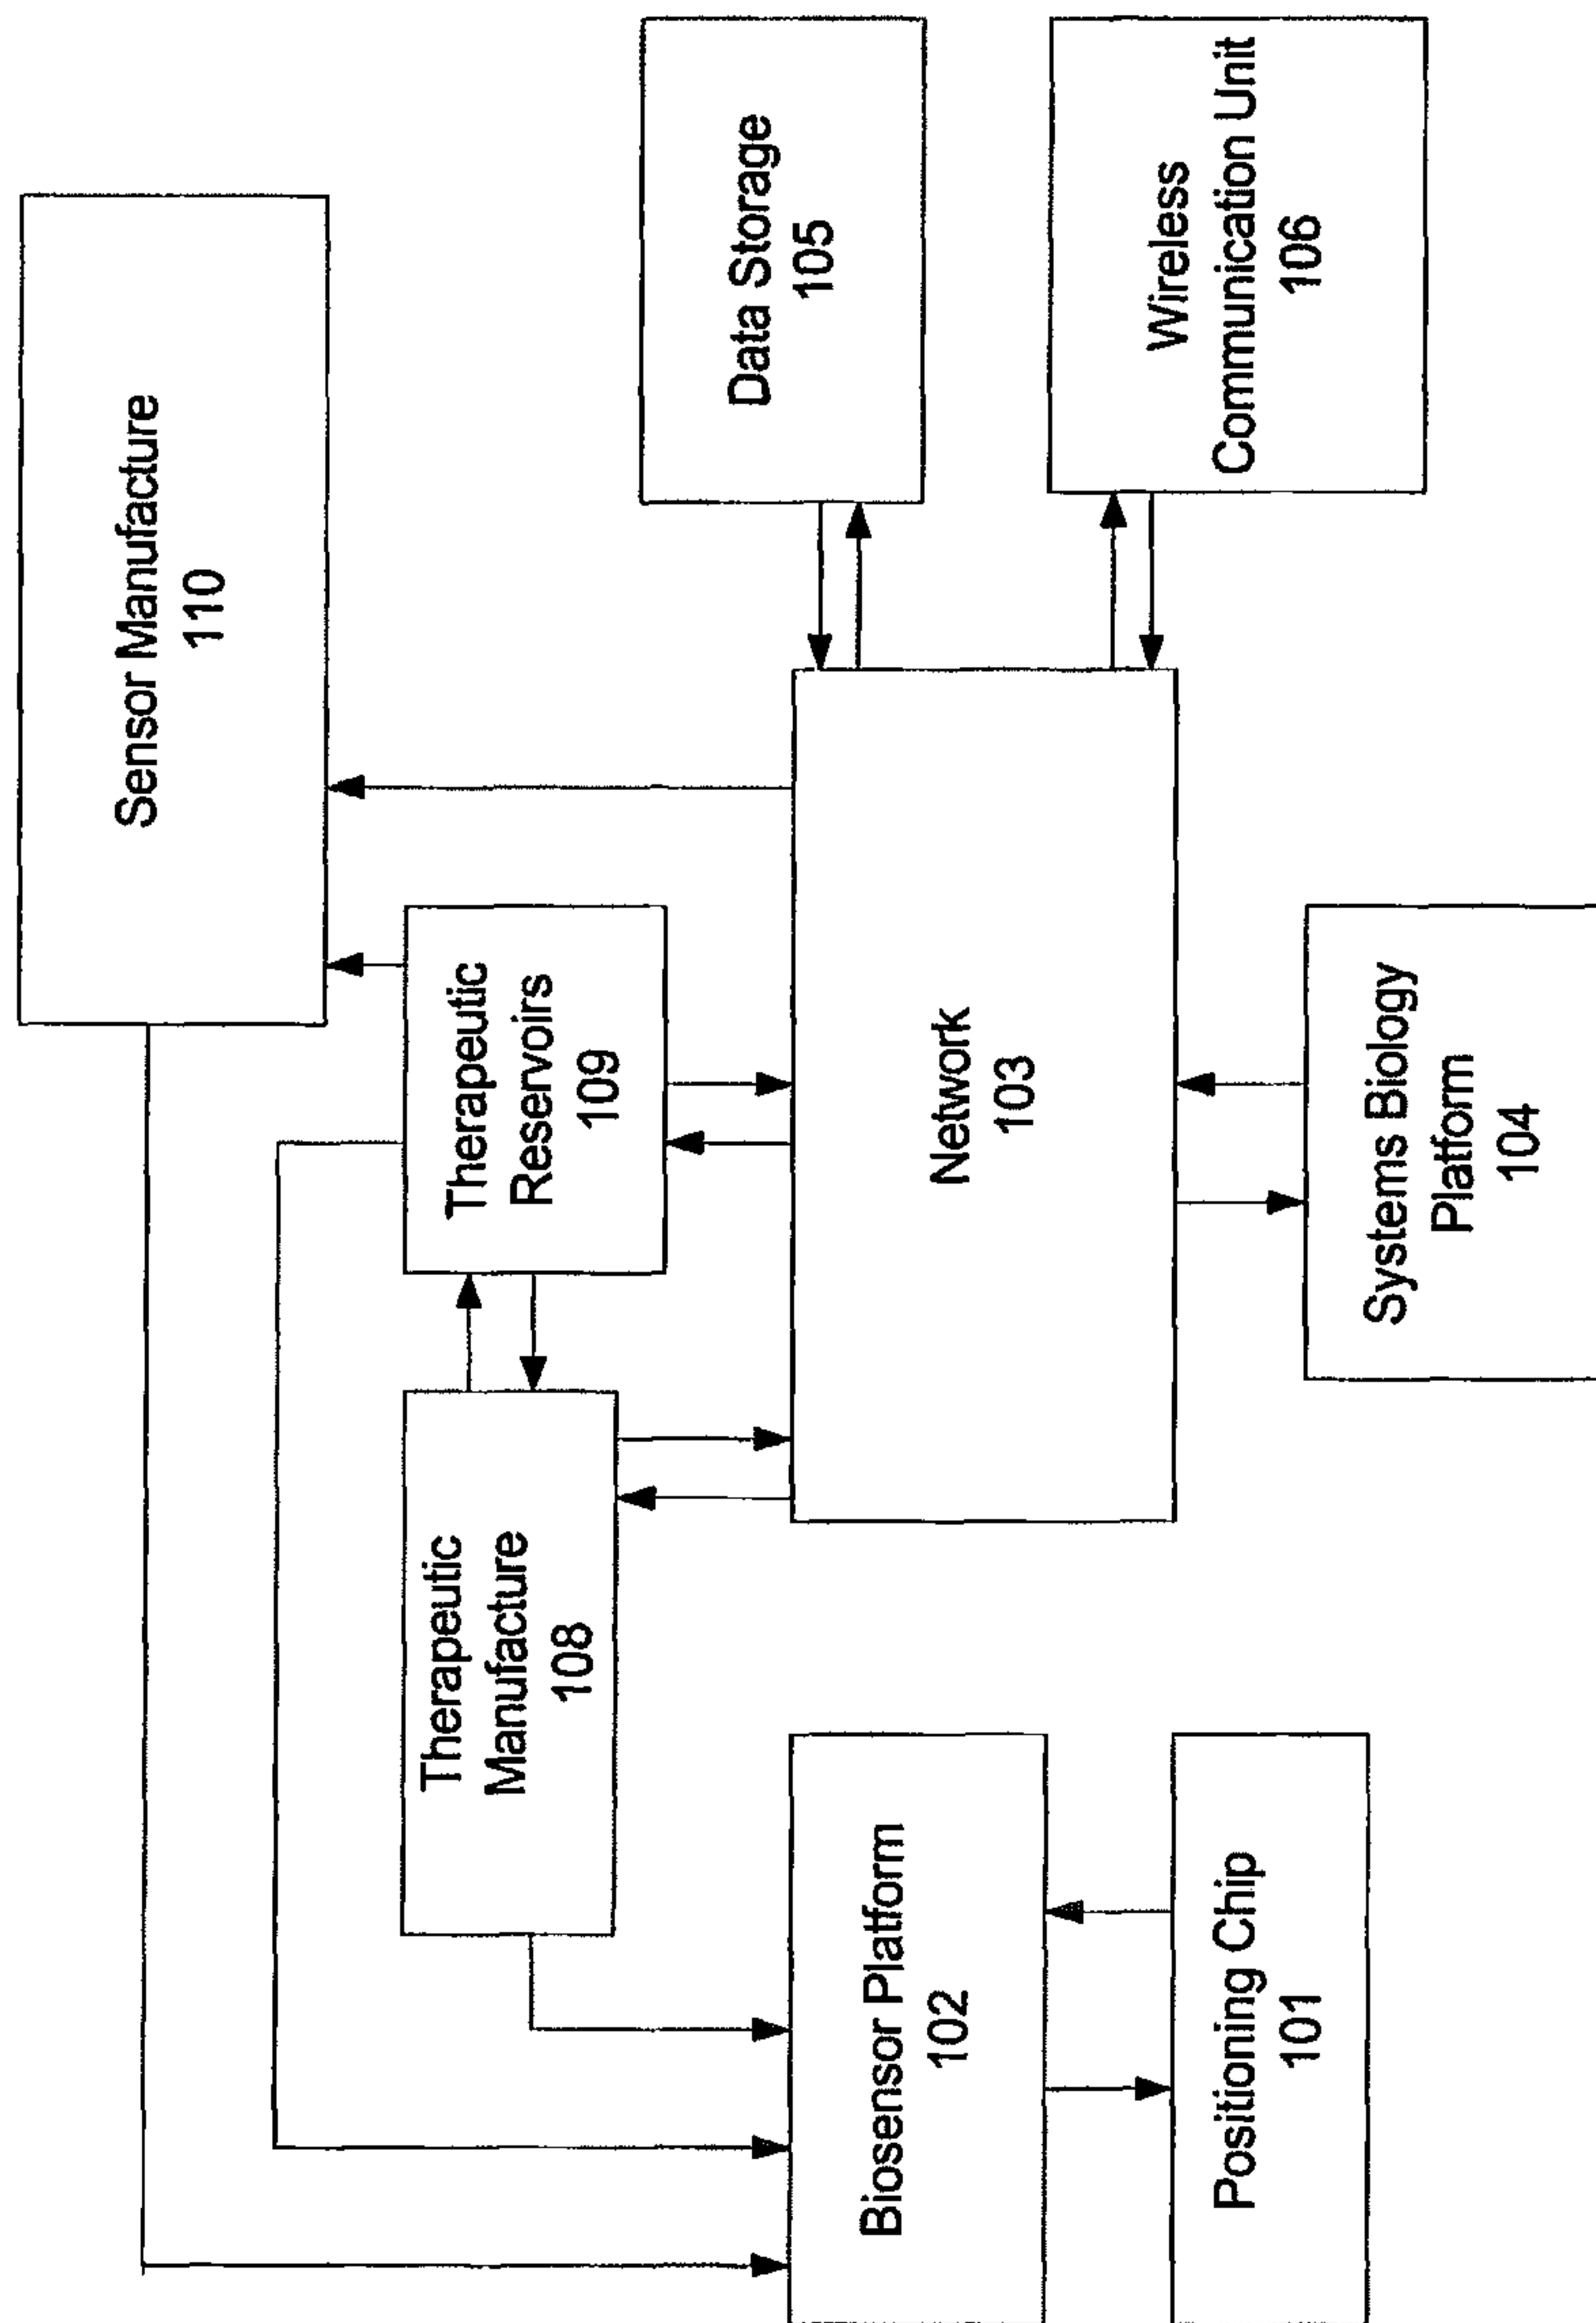 Sensor Manufacture
110
Therapeutic
Manufacture
108
Therapeutic
Reservoirs
109
Data Storage
105
Biosensor Platform
102
Network
103
Wireless
Communication Unit
106
Positioning Chip
101
Systems Biology
Platform
104